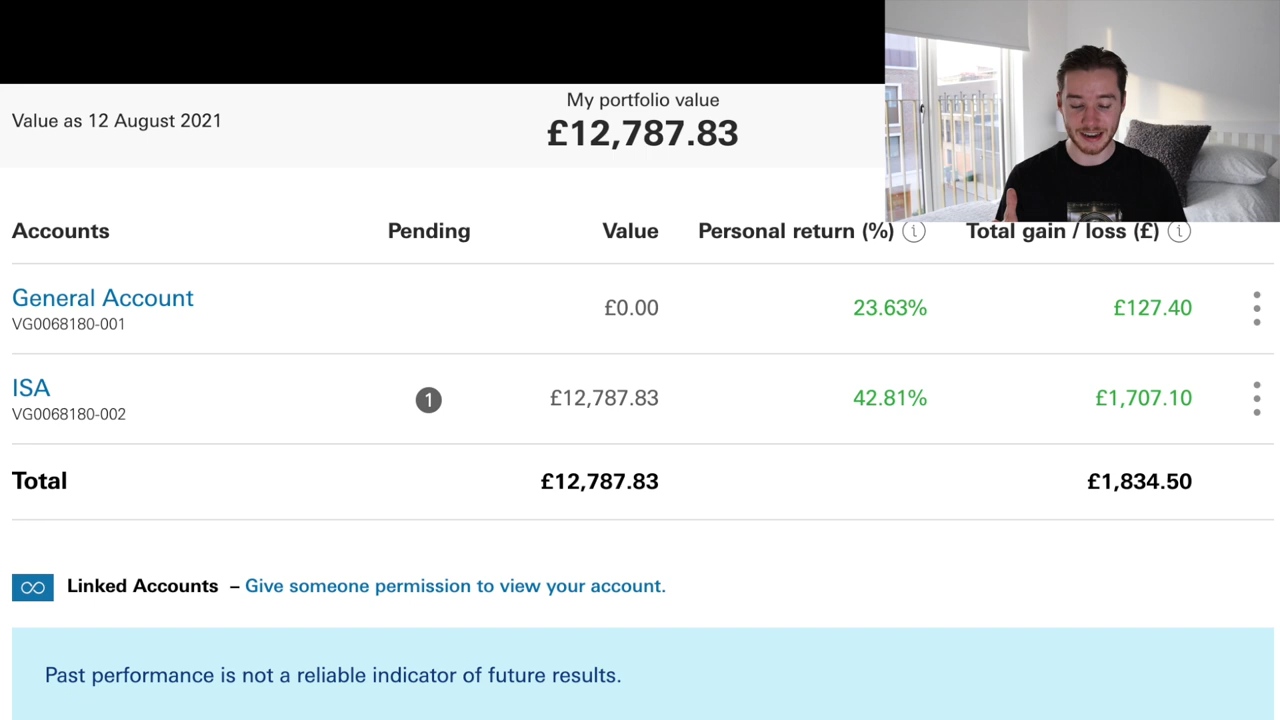 Value as 12 August 2021
My portfolio value
£12,787.83
Accounts Pending Value Personal return (%) i Total gain / loss (£) i
General Account £0.00 23.63% £127.40
VG0068180-001
ISA 1 £12,787.83 42.81% £1,707.10
VG0068180-002
Total £12,787.83 £1,834.50
Linked Accounts – Give someone permission to view your account.
Past performance is not a reliable indicator of future results.